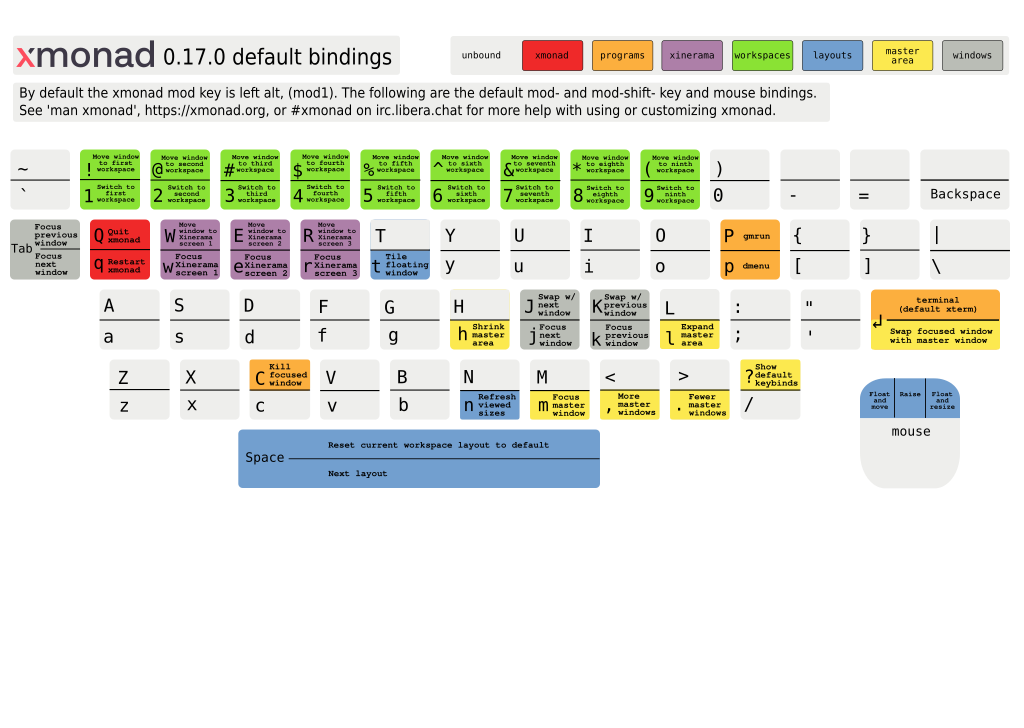 xmonad 0.17.0 default bindings
unbound xmonad programs xinerama workspaces layouts master area windows
By default the xmonad mod key is left alt, (mod1). The following are the default mod- and mod-shift- key and mouse bindings.
See 'man xmonad', https://xmonad.org, or #xmonad on irc.libera.chat for more help with using or customizing xmonad.
~
`
! Move window to first workspace
1 Switch to first workspace
@ Move window to second workspace
2 Switch to second workspace
# Move window to third workspace
3 Switch to third workspace
$ Move window to fourth workspace
4 Switch to fourth workspace
% Move window to fifth workspace
5 Switch to fifth workspace
^ Move window to sixth workspace
6 Switch to sixth workspace
& Move window to seventh workspace
7 Switch to seventh workspace
* Move window to eighth workspace
8 Switch to eighth workspace
( Move window to ninth workspace
9 Switch to ninth workspace
)
0
-
=
Backspace
Tab
Focus previous window
Focus next window
Q Quit xmonad
q Restart xmonad
W Move window to Xinerama screen 1
w Focus Xinerama screen 1
E Move window to Xinerama screen 2
e Focus Xinerama screen 2
R Move window to Xinerama screen 3
r Focus Xinerama screen 3
T
t Tile floating window
Y
y
U
u
I
i
O
o
P gmrun
p dmenu
{
[
}
]
|
\
A
a
S
s
D
d
F
f
G
g
H
h Shrink master area
J Swap w/ next window
j Focus next window
K Swap w/ previous window
k Focus previous window
L
l Expand master area
:
;
"
'
↲
terminal (default xterm)
Swap focused window with master window
Z
z
X
x
C Kill focused window
c
V
v
B
b
N
n Refresh viewed sizes
M
m Focus master window
<
, More master windows
>
. Fewer master windows
? Show default keybinds
/
Space
Reset current workspace layout to default
Next layout
Float and move
Raise
Float and resize
mouse